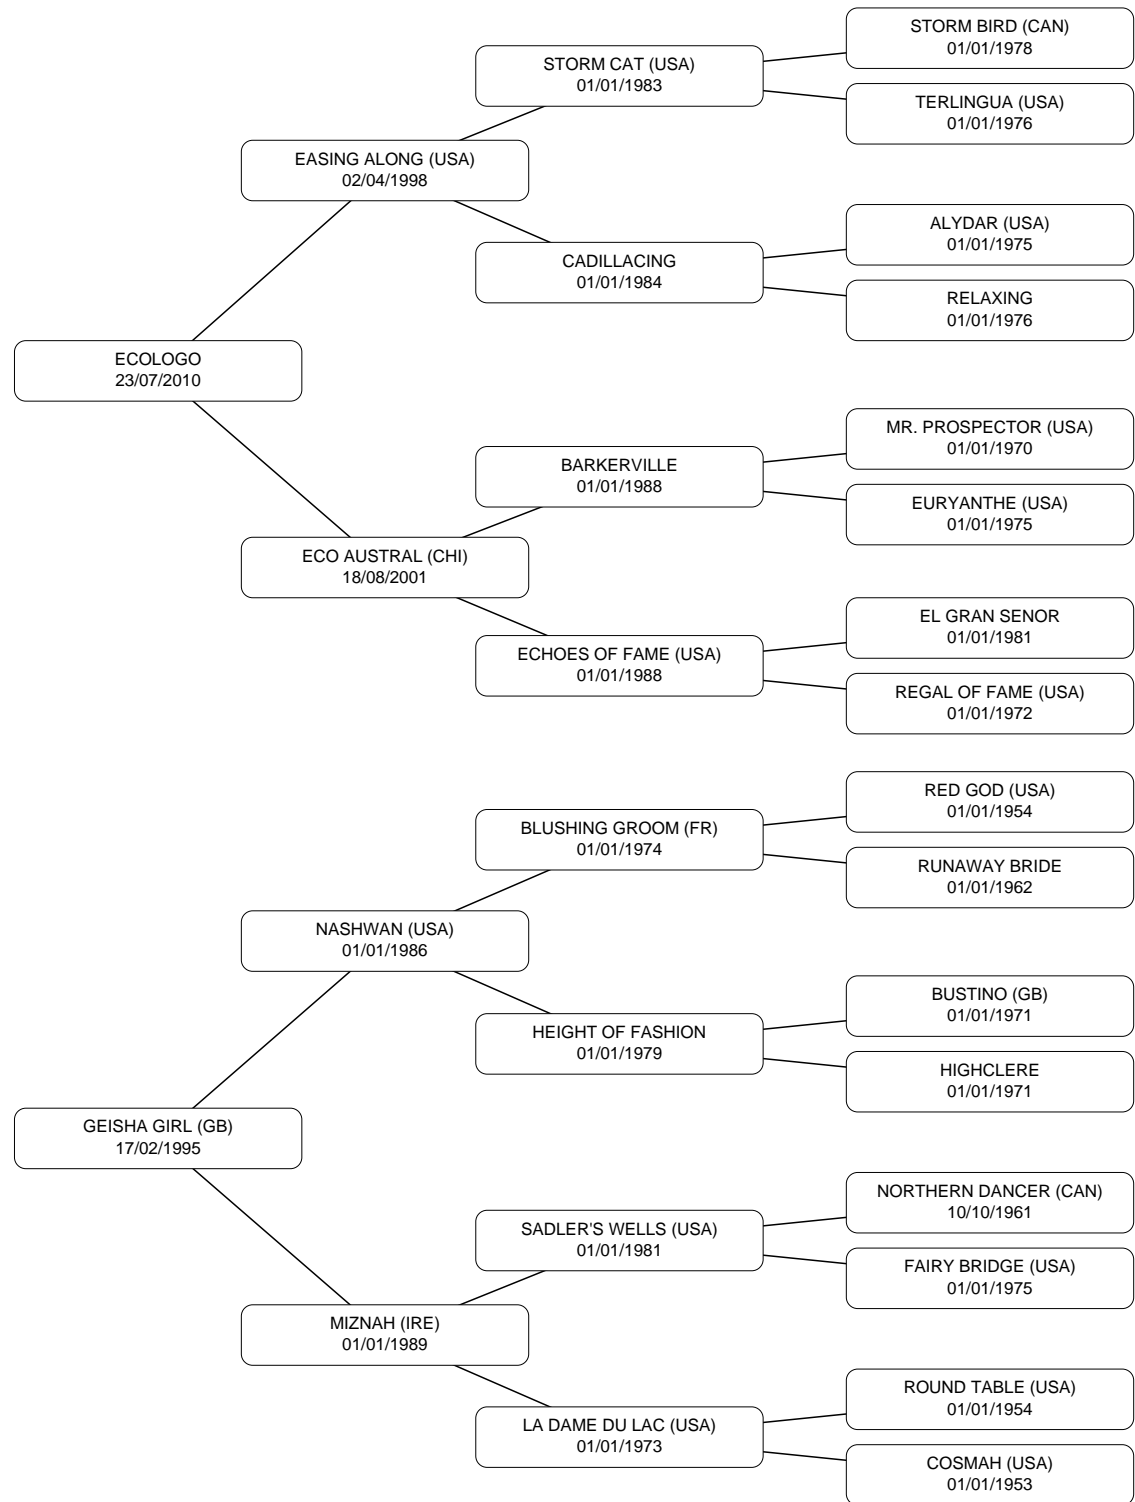 STORM BIRD (CAN)
01/01/1978
STORM CAT (USA)
01/01/1983
TERLINGUA (USA)
01/01/1976
EASING ALONG (USA)
02/04/1998
ALYDAR (USA)
01/01/1975
CADILLACING
01/01/1984
RELAXING
01/01/1976
ECOLOGO
23/07/2010
MR. PROSPECTOR (USA)
01/01/1970
BARKERVILLE
01/01/1988
EURYANTHE (USA)
01/01/1975
ECO AUSTRAL (CHI)
18/08/2001
EL GRAN SENOR
01/01/1981
ECHOES OF FAME (USA)
01/01/1988
REGAL OF FAME (USA)
01/01/1972
RED GOD (USA)
01/01/1954
BLUSHING GROOM (FR)
01/01/1974
RUNAWAY BRIDE
01/01/1962
NASHWAN (USA)
01/01/1986
BUSTINO (GB)
01/01/1971
HEIGHT OF FASHION
01/01/1979
HIGHCLERE
01/01/1971
GEISHA GIRL (GB)
17/02/1995
NORTHERN DANCER (CAN)
10/10/1961
SADLER'S WELLS (USA)
01/01/1981
FAIRY BRIDGE (USA)
01/01/1975
MIZNAH (IRE)
01/01/1989
ROUND TABLE (USA)
01/01/1954
LA DAME DU LAC (USA)
01/01/1973
COSMAH (USA)
01/01/1953